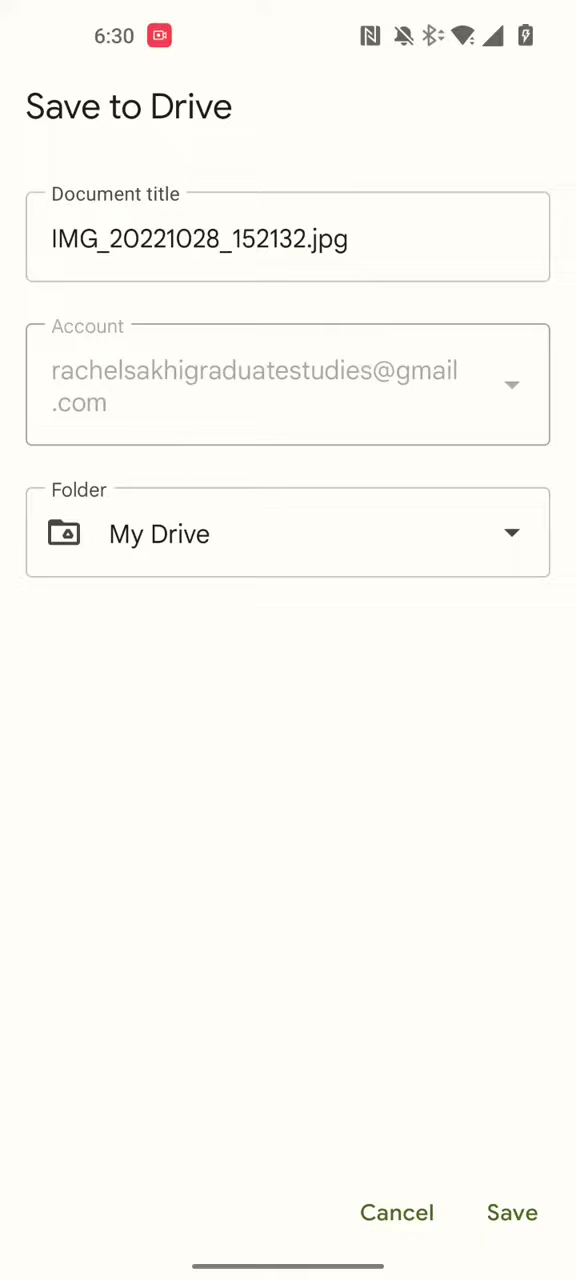 6:30
Save to Drive
Document title
IMG_20221028_152132.jpg
Account
rachelsakhigraduatestudies@gmail
.com
Folder
My Drive
Cancel
Save